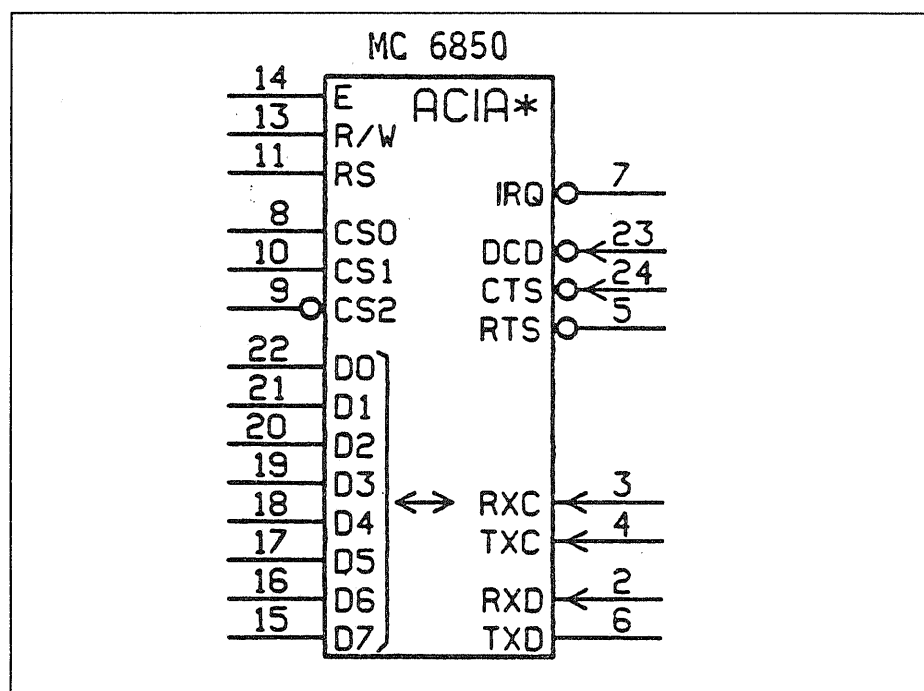 MC 6850
ACIA*
14 E
13 R/W
11 RS
8 CS0
10 CS1
9 CS2
22 D0
21 D1
20 D2
19 D3
18 D4
17 D5
16 D6
15 D7
IRQ 7
DCD 23
CTS 24
RTS 5
RXC 3
TXC 4
RXD 2
TXD 6